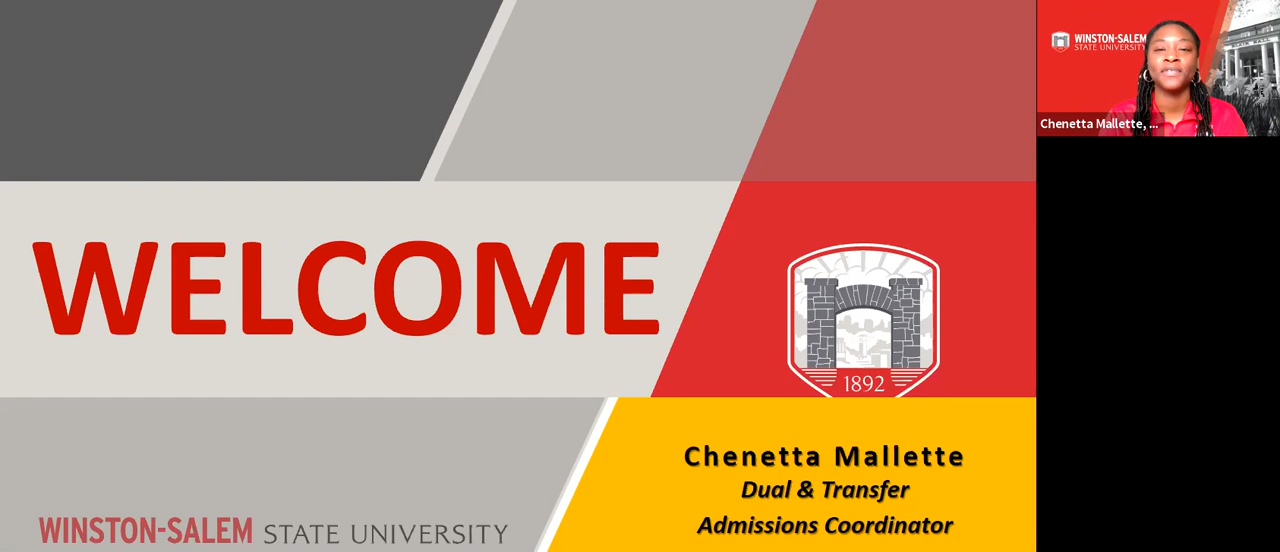 WELCOME
1892
Chenetta Mallette
Dual & Transfer
Admissions Coordinator
WINSTON-SALEM STATE UNIVERSITY
WINSTON-SALEM
STATE UNIVERSITY
Chenetta Mallette, ...